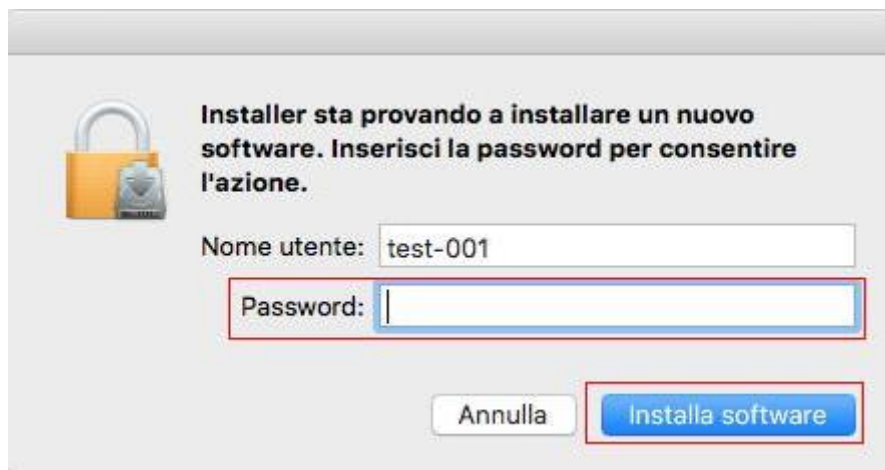 Installer sta provando a installare un nuovo
software. Inserisci la password per consentire
l'azione.
Nome utente: test-001
Password:
Annulla Installa software